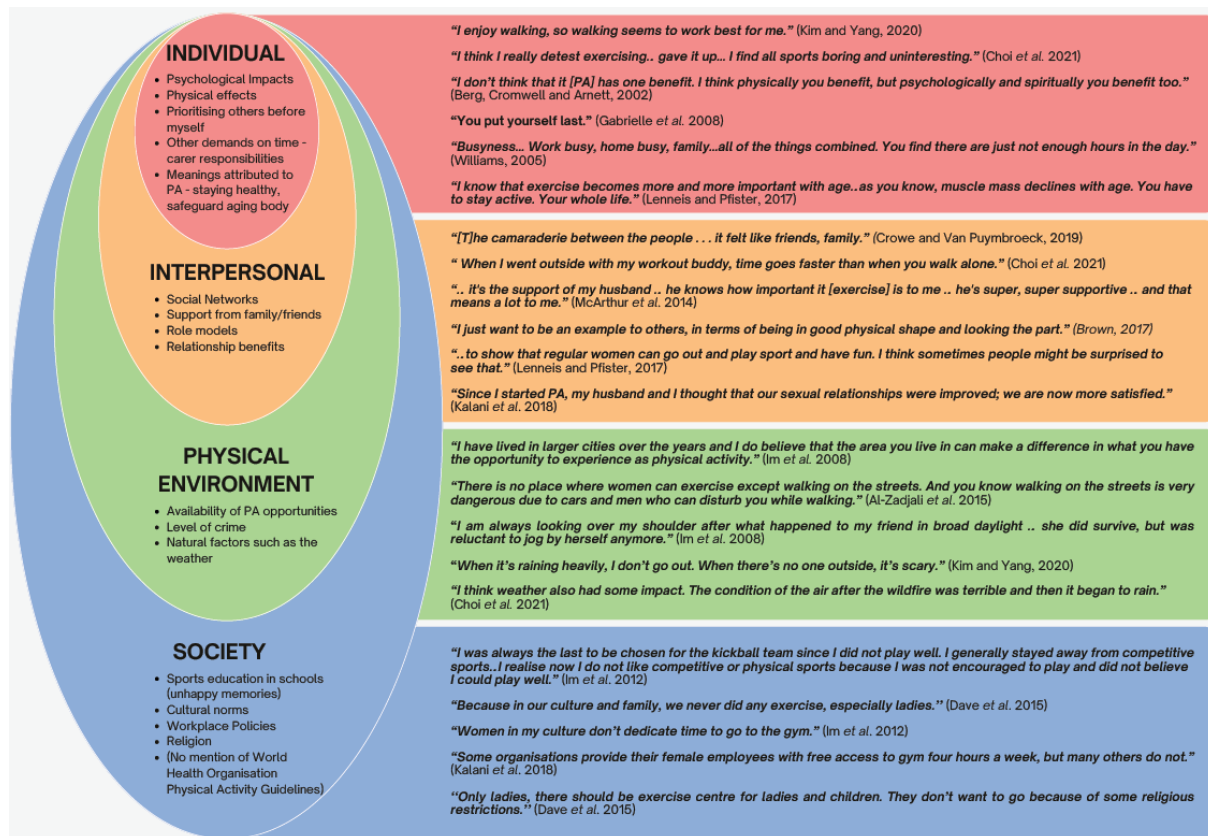 INDIVIDUAL
• Psychological Impacts
• Physical effects
• Prioritising others before
myself
• Other demands on time -
carer responsibilities
• Meanings attributed to
PA - staying healthy,
safeguard aging body
“I enjoy walking, so walking seems to work best for me.” (Kim and Yang, 2020)
“I think I really detest exercising.. gave it up... I find all sports boring and uninteresting.” (Choi et al. 2021)
“I don’t think that it [PA] has one benefit. I think physically you benefit, but psychologically and spiritually you benefit too.”
(Berg, Cromwell and Arnett, 2002)
“You put yourself last.” (Gabrielle et al. 2008)
“Busyness... Work busy, home busy, family...all of the things combined. You find there are just not enough hours in the day.”
(Williams, 2005)
“I know that exercise becomes more and more important with age..as you know, muscle mass declines with age. You have
to stay active. Your whole life.” (Lenneis and Pfister, 2017)
INTERPERSONAL
• Social Networks
• Support from family/friends
• Role models
• Relationship benefits
“[T]he camaraderie between the people . . . it felt like friends, family.” (Crowe and Van Puymbroeck, 2019)
“ When I went outside with my workout buddy, time goes faster than when you walk alone.” (Choi et al. 2021)
“.. it's the support of my husband .. he knows how important it [exercise] is to me .. he's super, super supportive .. and that
means a lot to me.” (McArthur et al. 2014)
“I just want to be an example to others, in terms of being in good physical shape and looking the part.” (Brown, 2017)
“..to show that regular women can go out and play sport and have fun. I think sometimes people might be surprised to
see that.” (Lenneis and Pfister, 2017)
“Since I started PA, my husband and I thought that our sexual relationships were improved; we are now more satisfied.”
(Kalani et al. 2018)
PHYSICAL
ENVIRONMENT
• Availability of PA opportunities
• Level of crime
• Natural factors such as the
weather
“I have lived in larger cities over the years and I do believe that the area you live in can make a difference in what you have
the opportunity to experience as physical activity.” (Im et al. 2008)
“There is no place where women can exercise except walking on the streets. And you know walking on the streets is very
dangerous due to cars and men who can disturb you while walking.” (Al-Zadjali et al. 2015)
“I am always looking over my shoulder after what happened to my friend in broad daylight .. she did survive, but was
reluctant to jog by herself anymore.” (Im et al. 2008)
“When it’s raining heavily, I don’t go out. When there’s no one outside, it’s scary.” (Kim and Yang, 2020)
“I think weather also had some impact. The condition of the air after the wildfire was terrible and then it began to rain.”
(Choi et al. 2021)
SOCIETY
• Sports education in schools
(unhappy memories)
• Cultural norms
• Workplace Policies
• Religion
• (No mention of World
Health Organisation
Physical Activity Guidelines)
“I was always the last to be chosen for the kickball team since I did not play well. I generally stayed away from competitive
sports..I realise now I do not like competitive or physical sports because I was not encouraged to play and did not believe
I could play well.” (Im et al. 2012)
“Because in our culture and family, we never did any exercise, especially ladies.’’ (Dave et al. 2015)
“Women in my culture don’t dedicate time to go to the gym.” (Im et al. 2012)
“Some organisations provide their female employees with free access to gym four hours a week, but many others do not.”
(Kalani et al. 2018)
‘‘Only ladies, there should be exercise centre for ladies and children. They don’t want to go because of some religious
restrictions.’’ (Dave et al. 2015)